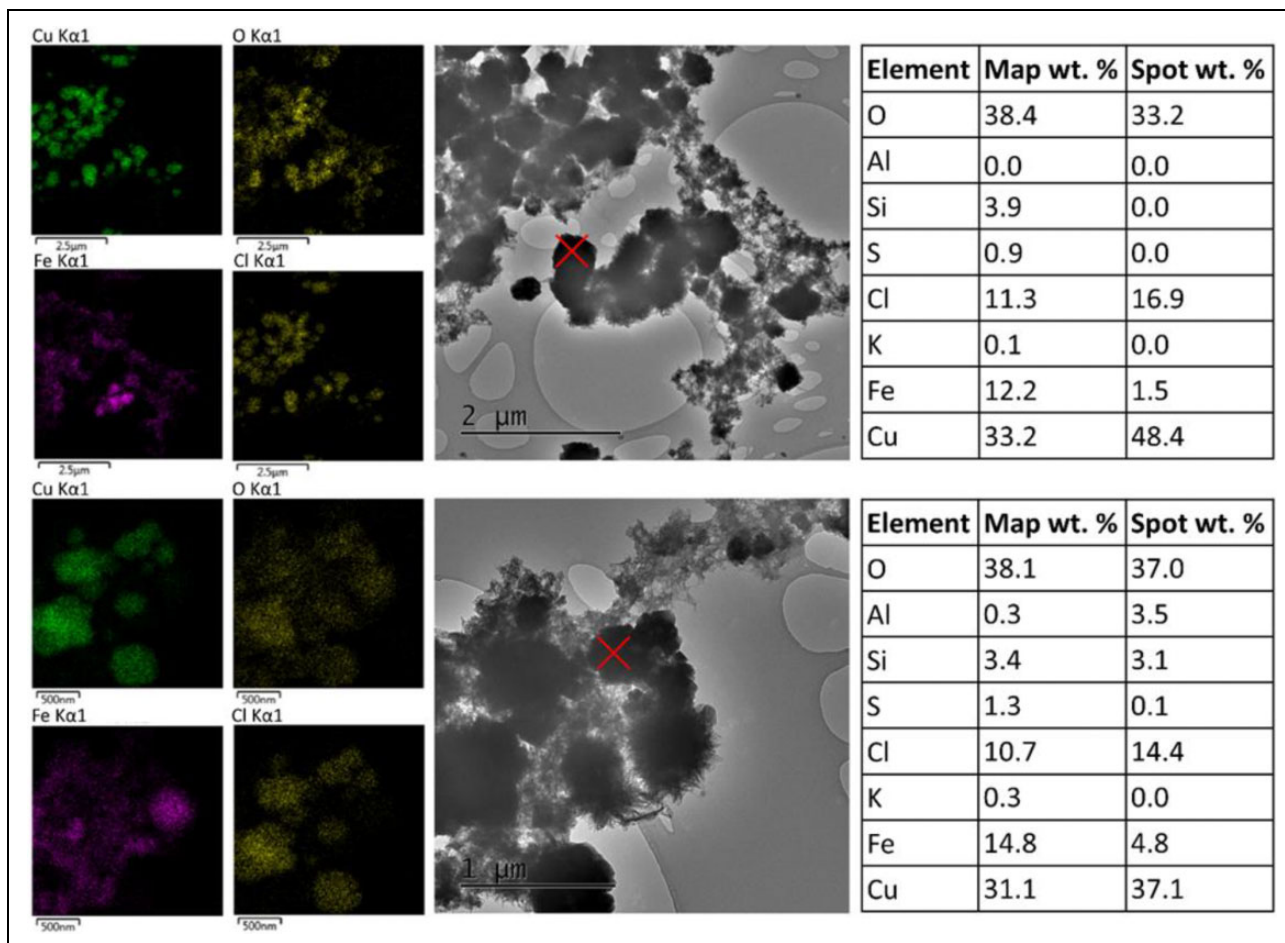 Cu Kα1 O Kα1
2.5µm 2.5µm
Fe Kα1 Cl Kα1
2.5µm 2.5µm
2 µm
Element Map wt. % Spot wt. %
O 38.4 33.2
Al 0.0 0.0
Si 3.9 0.0
S 0.9 0.0
Cl 11.3 16.9
K 0.1 0.0
Fe 12.2 1.5
Cu 33.2 48.4
Cu Kα1 O Kα1
500nm 500nm
Fe Kα1 Cl Kα1
500nm 500nm
1 µm
Element Map wt. % Spot wt. %
O 38.1 37.0
Al 0.3 3.5
Si 3.4 3.1
S 1.3 0.1
Cl 10.7 14.4
K 0.3 0.0
Fe 14.8 4.8
Cu 31.1 37.1